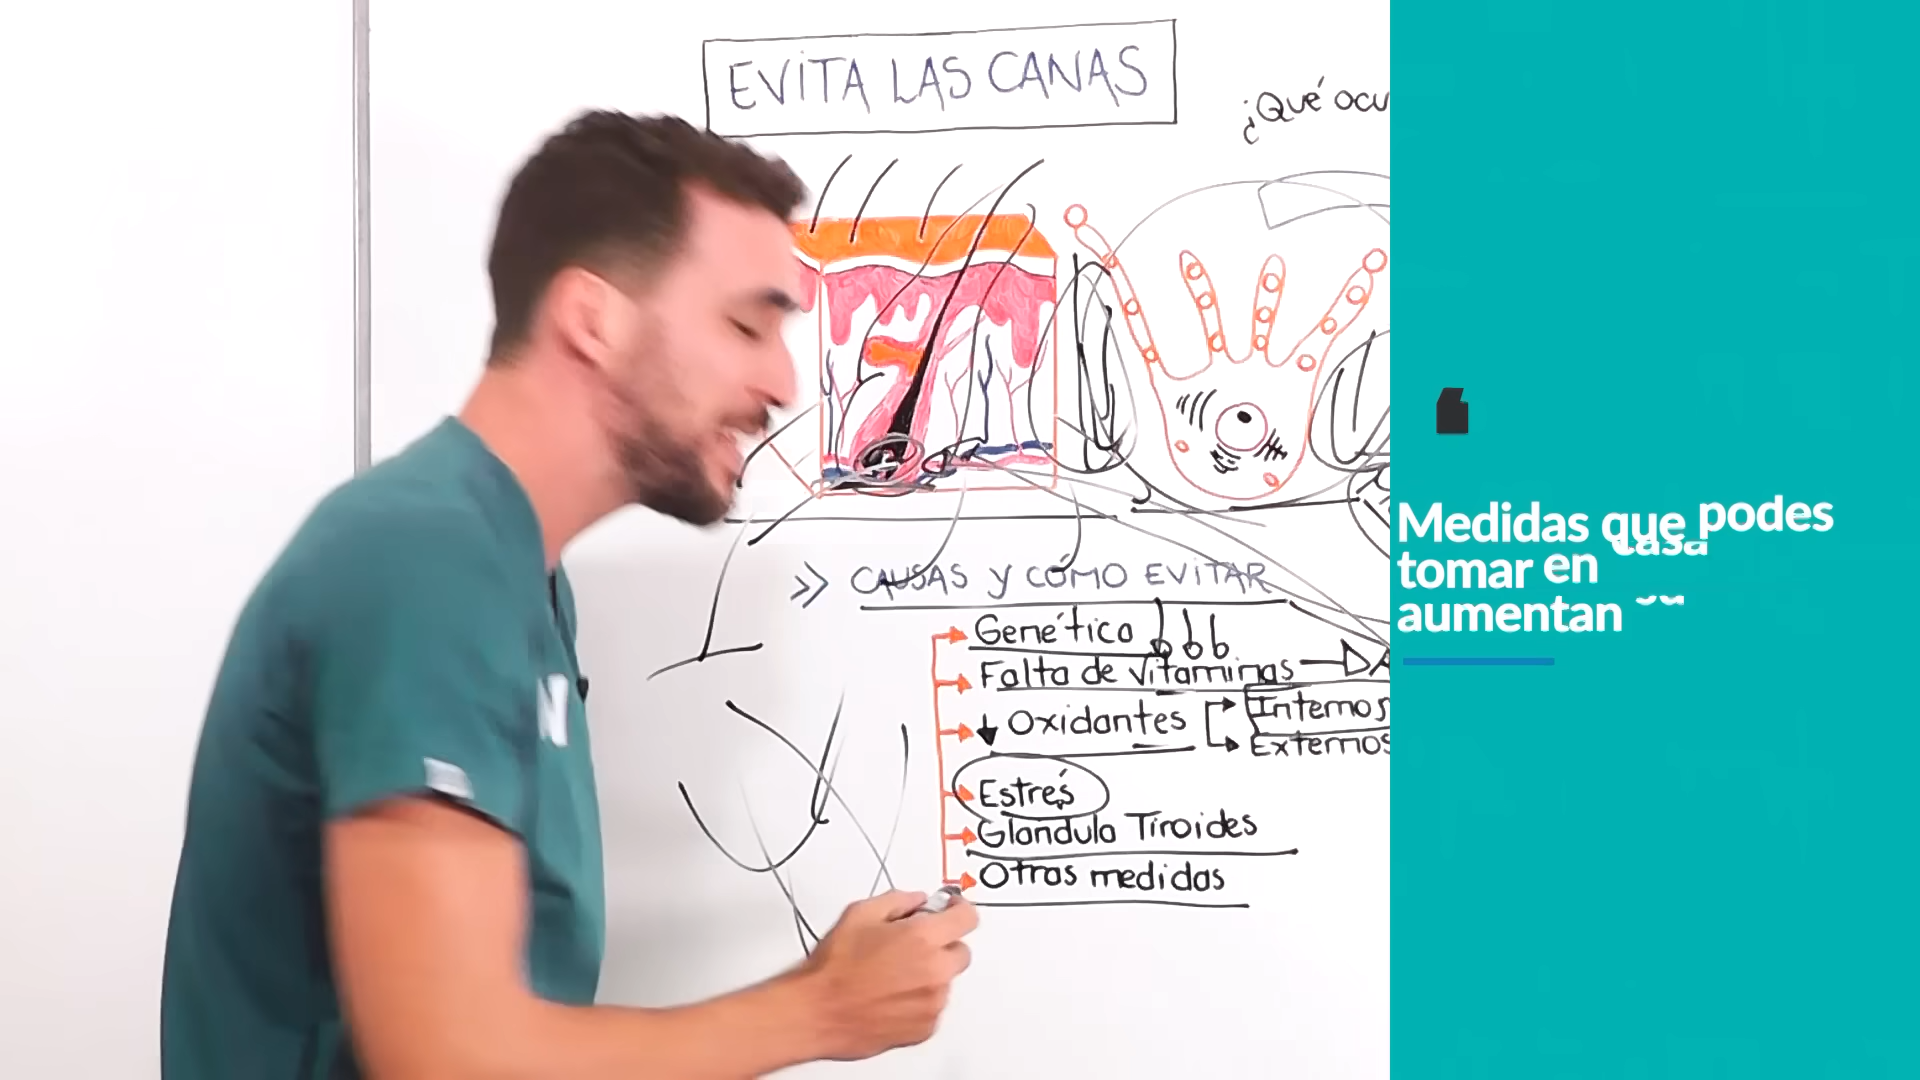 EVITA LAS CANAS
¿Qué ocu
>> CAUSAS Y CÓMO EVITAR
Genético
Falta de vitaminas
Oxidantes
Internos
Externos
Estrés
Glandula Tiroides
Otras medidas
N
Medidas que podes
tomar en casa
aumentan